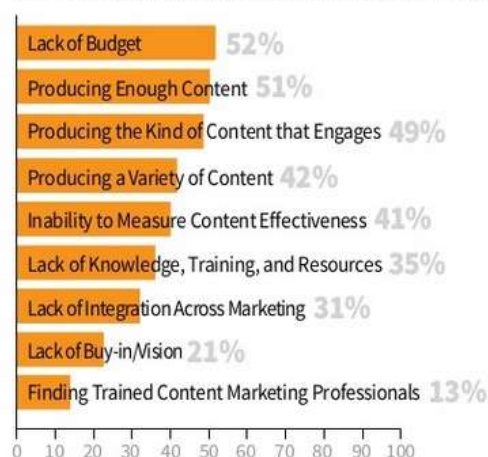 Lack of Budget 52%
Producing Enough Content 51%
Producing the Kind of Content that Engages 49%
Producing a Variety of Content 42%
Inability to Measure Content Effectiveness 41%
Lack of Knowledge, Training, and Resources 35%
Lack of Integration Across Marketing 31%
Lack of Buy-in/Vision 21%
Finding Trained Content Marketing Professionals 13%
0 10 20 30 40 50 60 70 80 90 100